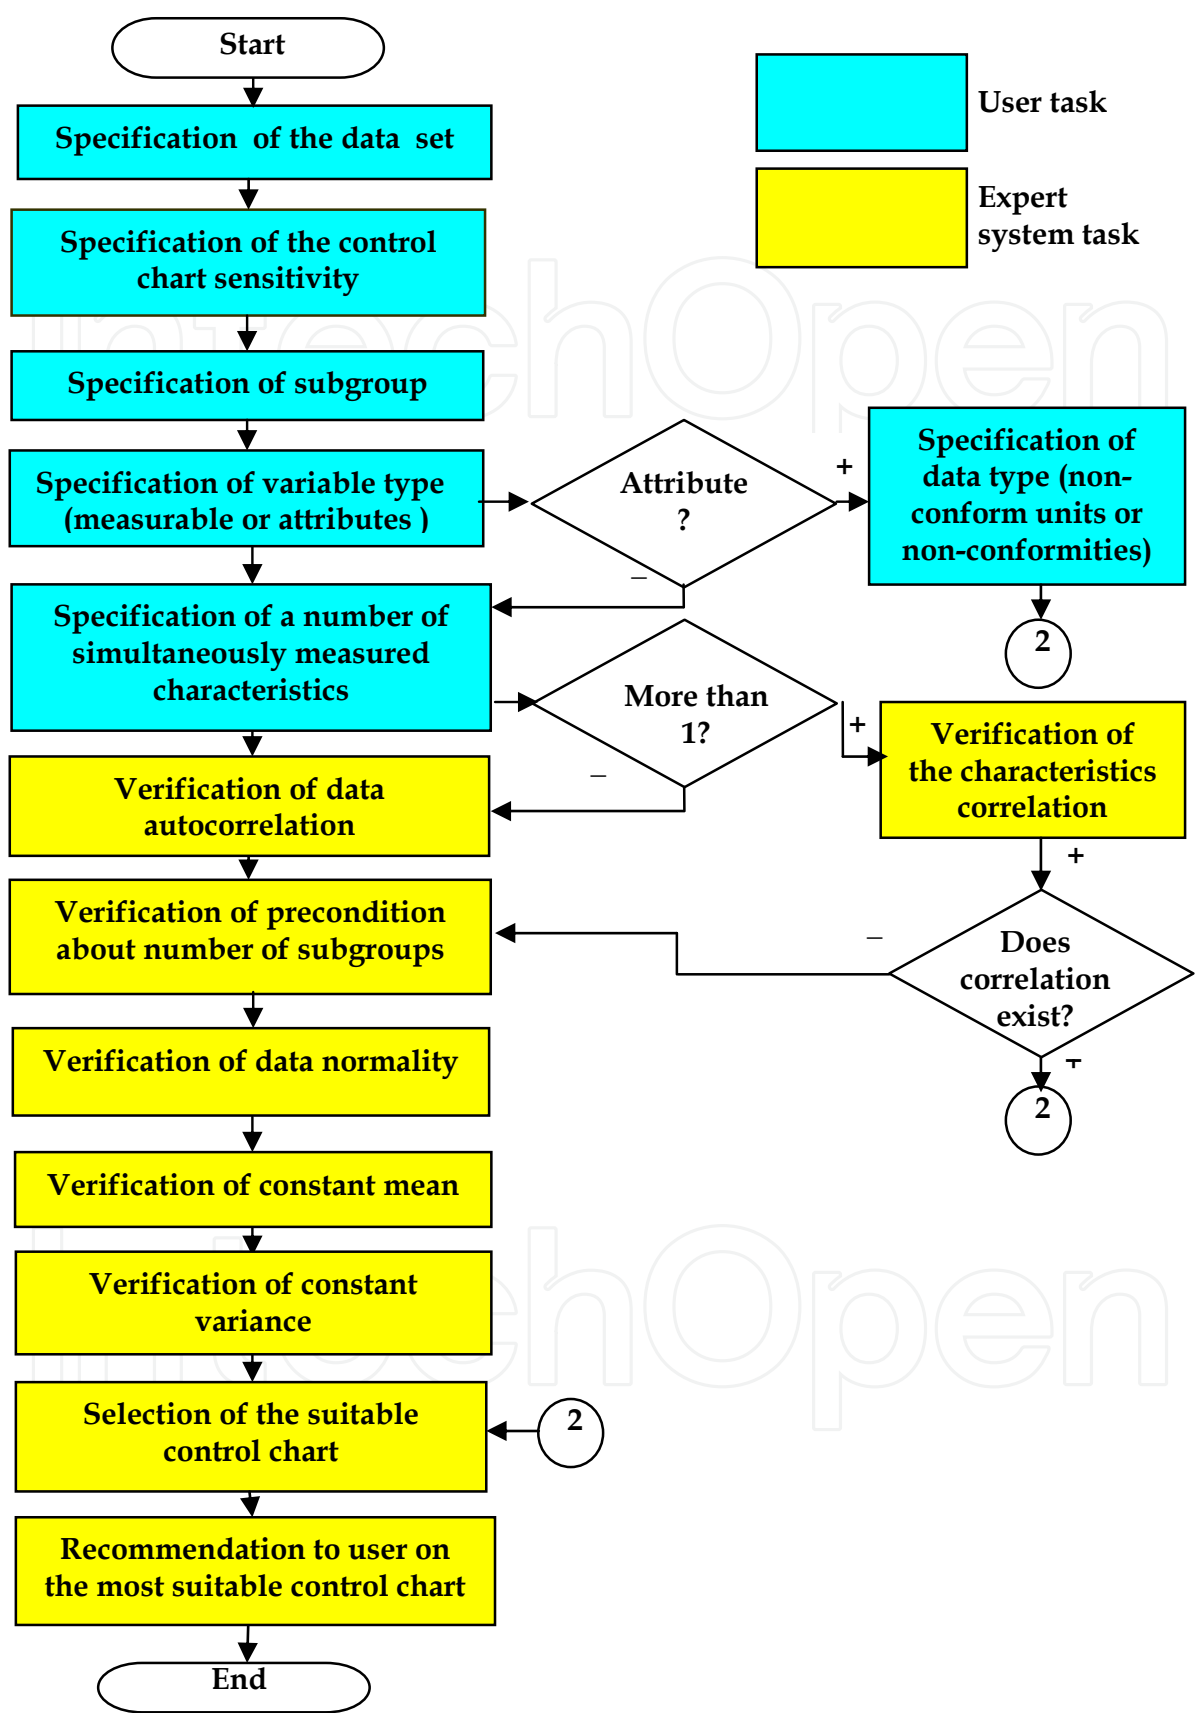 Start
User task
Specification of the data set
Expert
system task
Specification of the control
chart sensitivity
Specification of subgroup
Specification of variable type
(measurable or attributes )
Attribute
?
+
−
Specification of
data type (non-
conform units or
non-conformities)
2
Specification of a number of
simultaneously measured
characteristics
More than
1?
+
−
Verification of
the characteristics
correlation
+
Verification of data
autocorrelation
Verification of precondition
about number of subgroups
−
Does
correlation
exist?
+
2
Verification of data normality
Verification of constant mean
Verification of constant
variance
Selection of the suitable
control chart
2
Recommendation to user on
the most suitable control chart
End
IntechOpen
IntechOpen